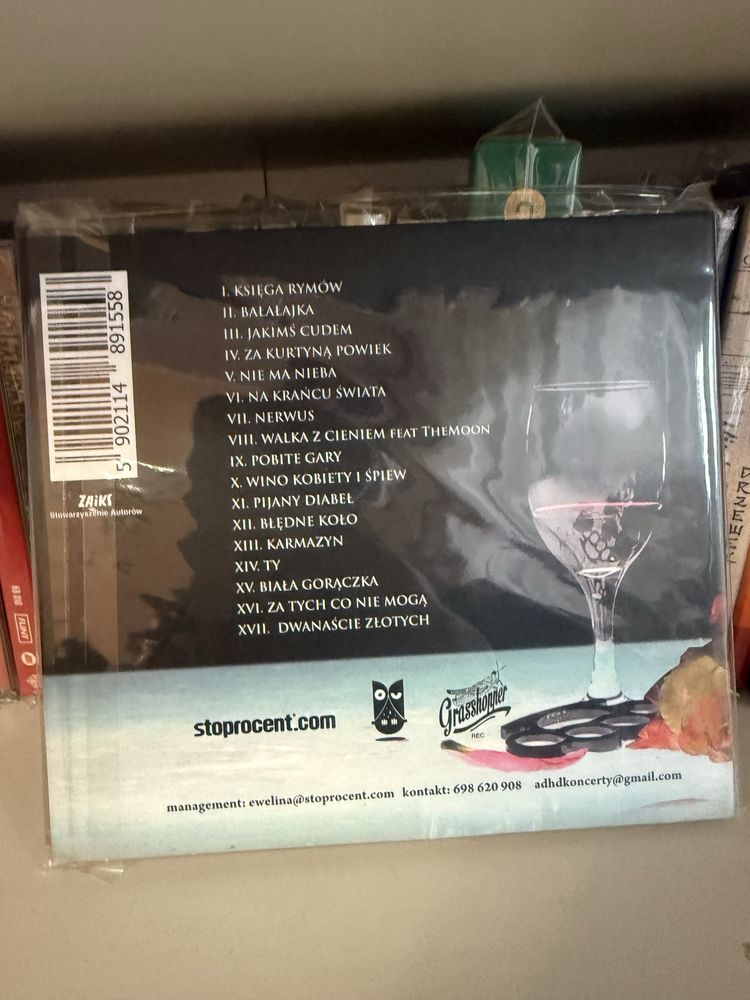 I. KSIĘGA RYMÓW
II. BAŁAŁAJKA
III. JAKIMŚ CUDEM
IV. ZA KURTYNĄ POWIEK
V. NIE MA NIEBA
VI. NA KRAŃCU ŚWIATA
VII. NERWUS
VIII. WALKA Z CIENIEM FEAT THEMOON
IX. POBITE GARY
X. WINO KOBIETY I ŚPIEW
XI. PIJANY DIABEŁ
XII. BŁĘDNE KOŁO
XIII. KARMAZYN
XIV. TY
XV. BIAŁA GORĄCZKA
XVI. ZA TYCH CO NIE MOGĄ
XVII. DWANAŚCIE ZŁOTYCH
5 902114 891558
ZAiKS
Stowarzyszenie Autorów
stoprocent.com
Grasshopper
REC
management: ewelina@stoprocent.com kontakt: 698 620 908 adhdkoncerty@gmail.com
FLINT